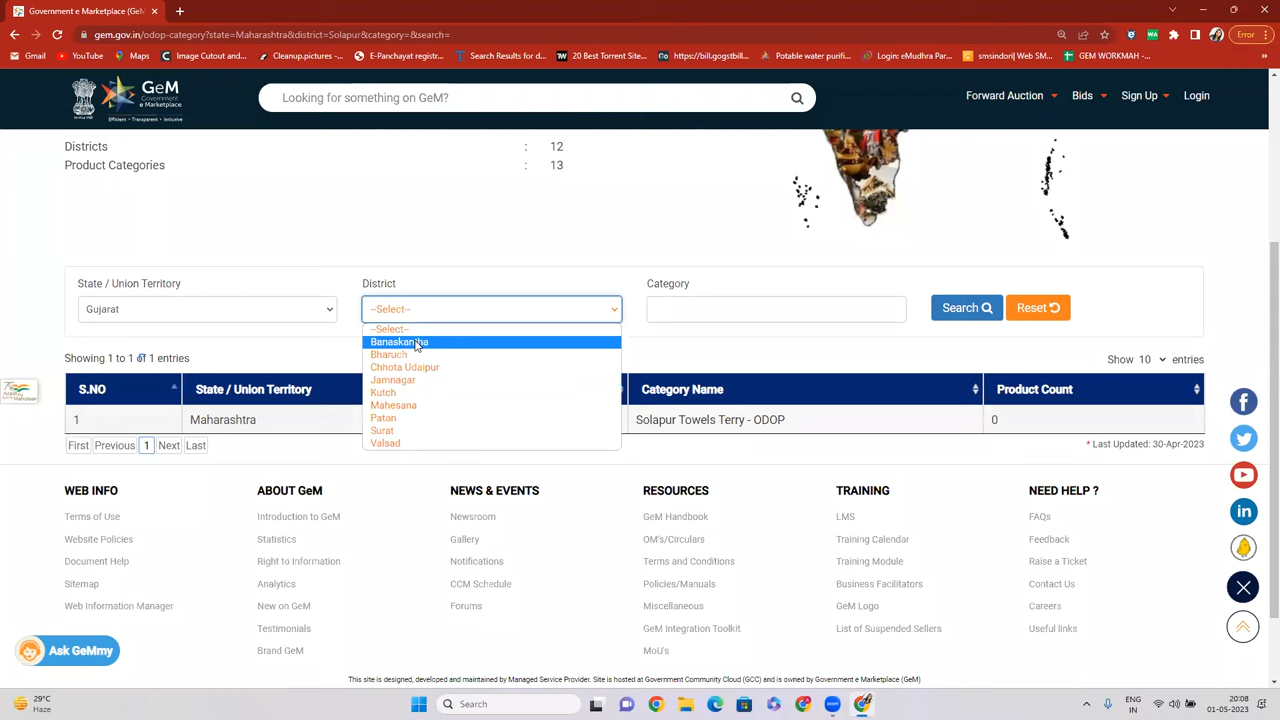 Government e Marketplace (GeM
gem.gov.in/odop-category?state=Maharashtra&district=Solapur&category=&search=
Error
Gmail YouTube Maps Image Cutout and... Cleanup.pictures -... E-Panchayat registr... Search Results for d... 20 Best Torrent Site... https://bill.gogstbill... Potable water purifi... Login: eMudhra Par... smsindorij - Smart... GEM WORKMAH -...
GeM
Government
e Marketplace
Efficient • Transparent • Inclusive
Looking for something on GeM?
Forward Auction Bids Sign Up Login
Districts : 12
Product Categories : 13
State / Union Territory District Category
Gujarat --Select-- Search Reset
--Select--
Banaskantha
Bharuch
Chhota Udaipur
Jamnagar
Kutch
Mahesana
Patan
Surat
Valsad
Showing 1 to 1 of 1 entries Show 10 entries
S.NO State / Union Territory Category Name Product Count
1 Maharashtra Solapur Towels Terry - ODOP 0
First Previous 1 Next Last * Last Updated: 30-Apr-2023
WEB INFO ABOUT GeM NEWS & EVENTS RESOURCES TRAINING NEED HELP ?
Terms of Use Introduction to GeM Newsroom GeM Handbook LMS FAQs
Website Policies Statistics Gallery OM's/Circulars Training Calendar Feedback
Document Help Right to Information Notifications Terms and Conditions Training Module Raise a Ticket
Sitemap Analytics CCM Schedule Policies/Manuals Business Facilitators Contact Us
Web Information Manager New on GeM Forums Miscellaneous GeM Logo Careers
Testimonials GeM Integration Toolkit List of Suspended Sellers Useful links
Brand GeM MoU's
Ask GeMmy
This site is designed, developed and maintained by Managed Service Provider. Site is hosted at Government Community Cloud (GCC) and is owned by Government e Marketplace (GeM)
29°C
Haze
Search
ENG
IN
20:08
01-05-2023